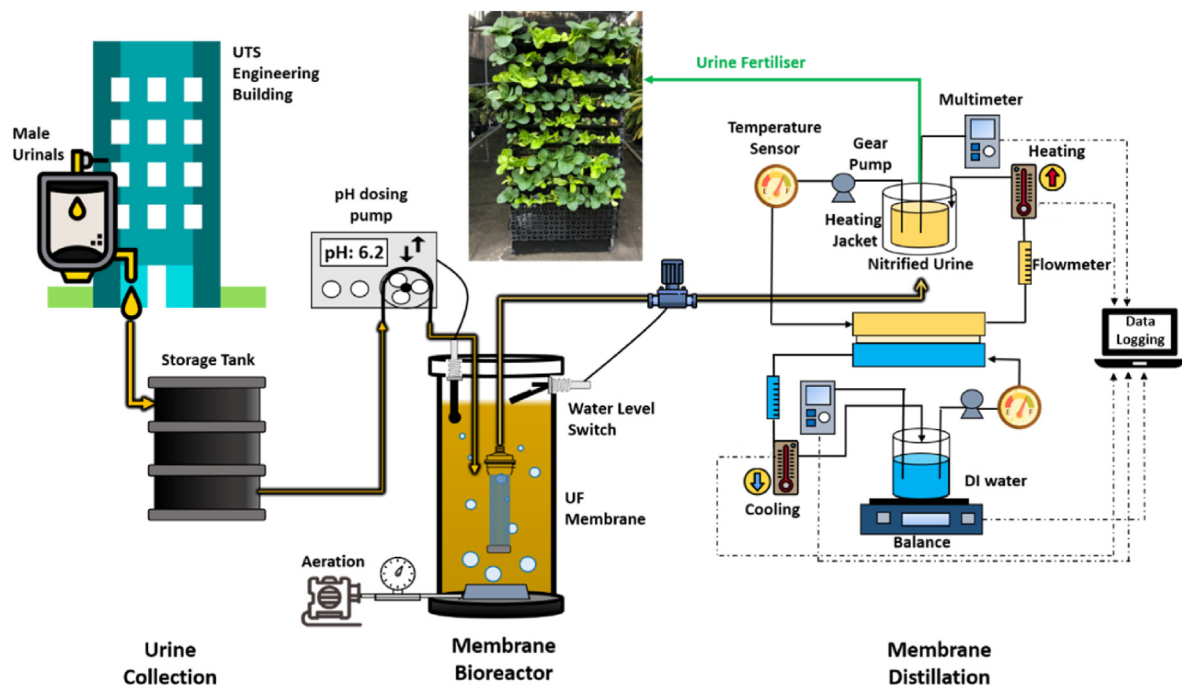 UTS
Engineering
Building
Male
Urinals
Storage Tank
pH dosing
pump
pH: 6.2
Water Level
Switch
UF
Membrane
Aeration
Urine Fertiliser
Multimeter
Temperature
Sensor
Gear
Pump
Heating
E
F
Heating
Jacket
Nitrified Urine
Flowmeter
Data
Logging
E
F
DI water
Cooling
Balance
Urine
Collection
Membrane
Bioreactor
Membrane
Distillation